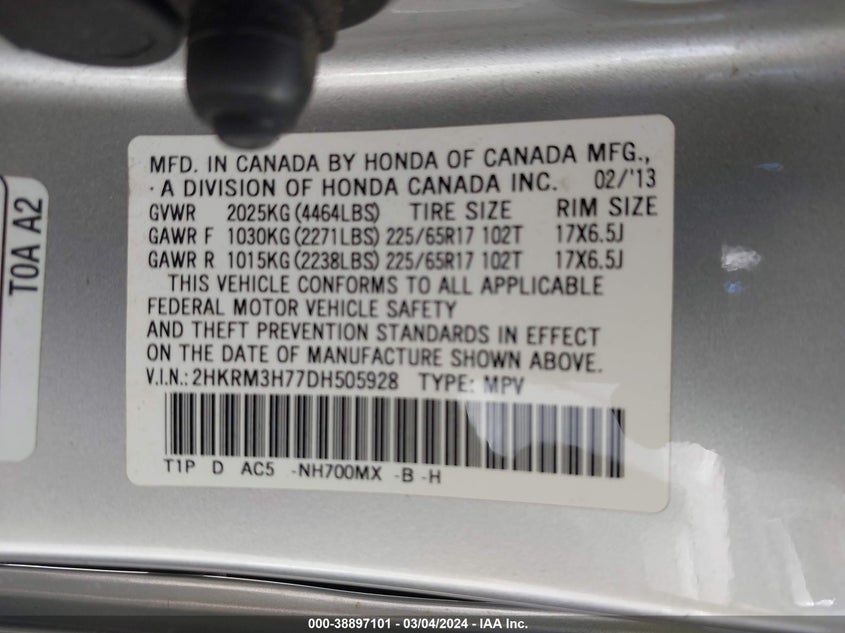 MFD. IN CANADA BY HONDA OF CANADA MFG.,
· A DIVISION OF HONDA CANADA INC. 02/'13
GVWR 2025KG (4464LBS) TIRE SIZE RIM SIZE
GAWR F 1030KG (2271LBS) 225/65R17 102T 17X6.5J
GAWR R 1015KG (2238LBS) 225/65R17 102T 17X6.5J
THIS VEHICLE CONFORMS TO ALL APPLICABLE
FEDERAL MOTOR VEHICLE SAFETY
AND THEFT PREVENTION STANDARDS IN EFFECT
ON THE DATE OF MANUFACTURE SHOWN ABOVE.
V.I.N.: 2HKRM3H77DH505928 TYPE: MPV
T1P D AC5 -NH700MX -B -H
T0A A2
000-38897101 - 03/04/2024 - IAA Inc.